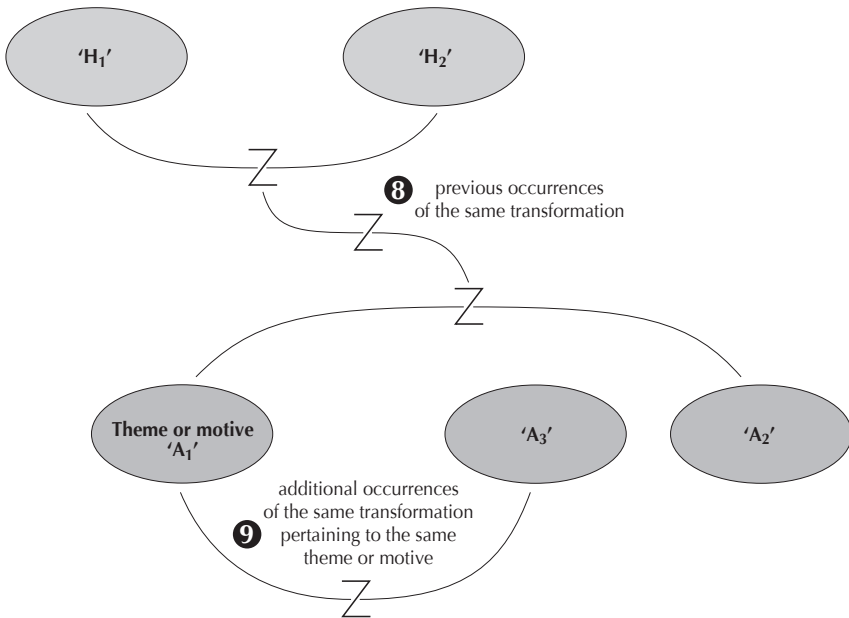 ‘H₁’
‘H₂’
8 previous occurrences
of the same transformation
Theme or motive
‘A₁’
‘A₃’
‘A₂’
additional occurrences
of the same transformation
9 pertaining to the same
theme or motive